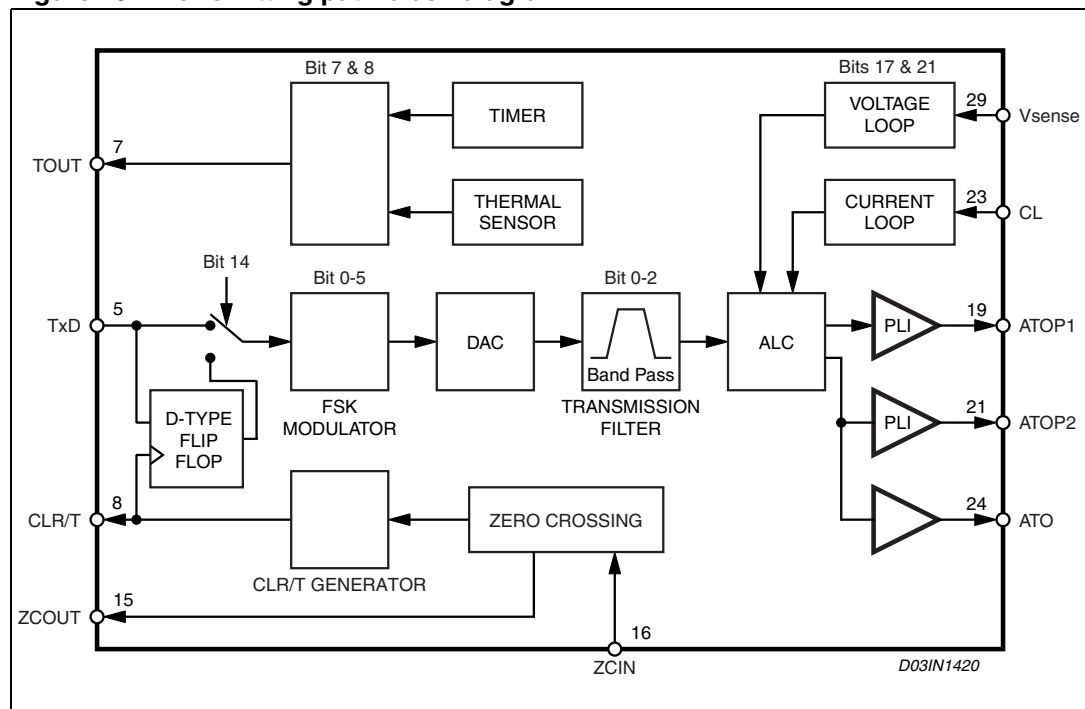 Bit 7 & 8
Bits 17 & 21
TIMER
VOLTAGE
LOOP
29
Vsense
7
TOUT
THERMAL
SENSOR
CURRENT
LOOP
23
CL
Bit 14
Bit 0-5
Bit 0-2
5
TxD
DAC
Band Pass
ALC
PLI
19
ATOP1
FSK
MODULATOR
TRANSMISSION
FILTER
D-TYPE
FLIP
FLOP
PLI
21
ATOP2
8
CLR/T
ZERO CROSSING
24
ATO
CLR/T GENERATOR
15
ZCOUT
16
ZCIN
D03IN1420